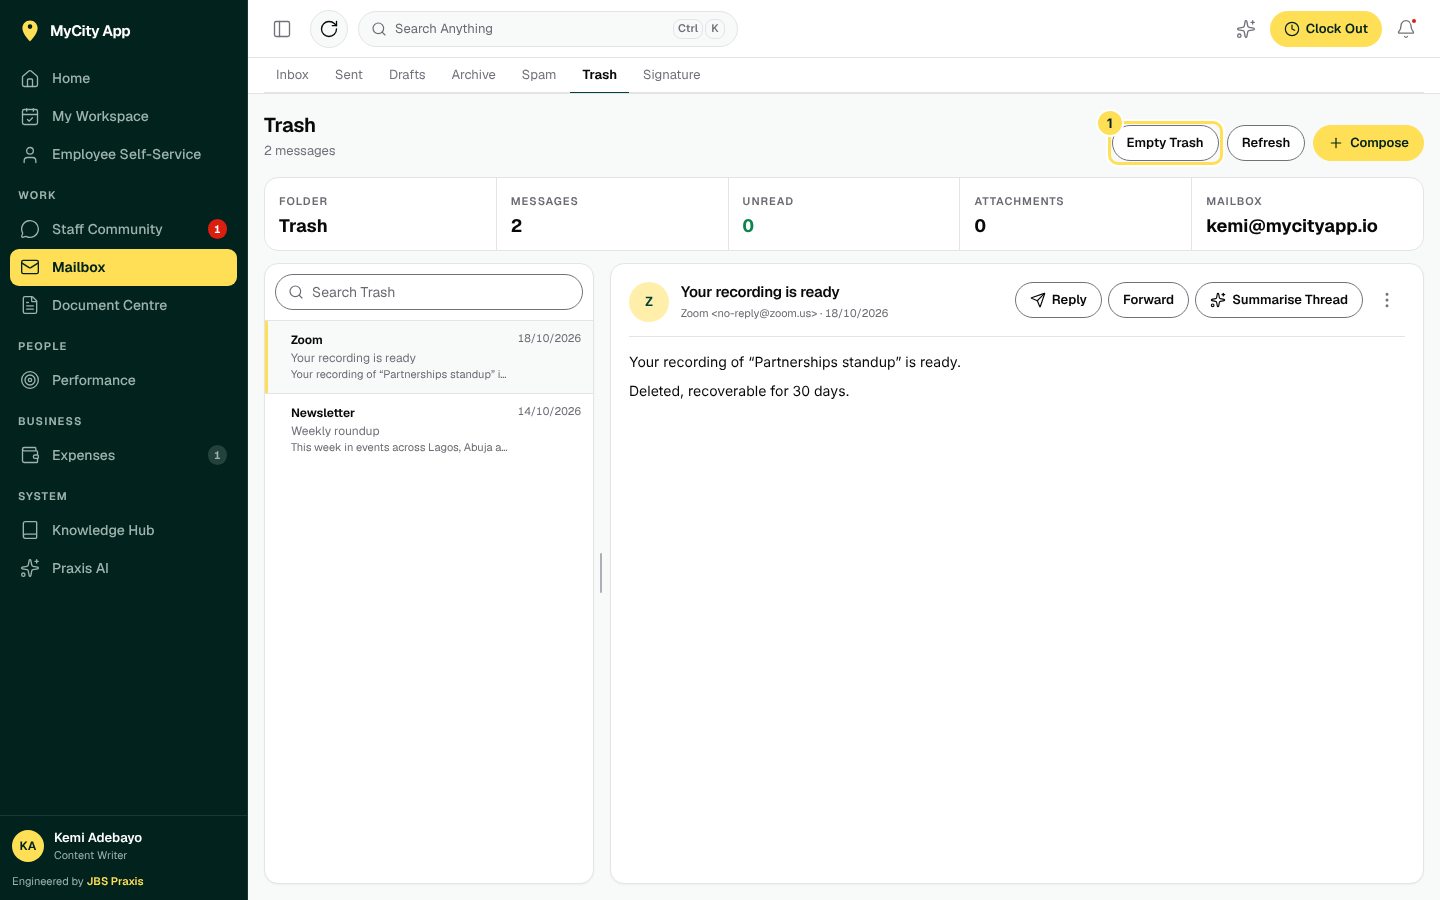 MyCity App
Home
My Workspace
Employee Self-Service
WORK
Staff Community 1
Mailbox
Document Centre
PEOPLE
Performance
BUSINESS
Expenses 1
SYSTEM
Knowledge Hub
Praxis AI
KA
Kemi Adebayo
Content Writer
Engineered by JBS Praxis
Search Anything Ctrl K
Clock Out
Inbox Sent Drafts Archive Spam Trash Signature
Trash
2 messages
1
Empty Trash Refresh + Compose
FOLDER
Trash
MESSAGES
2
UNREAD
0
ATTACHMENTS
0
MAILBOX
kemi@mycityapp.io
Search Trash
Zoom 18/10/2026
Your recording is ready
Your recording of “Partnerships standup” i...
Newsletter 14/10/2026
Weekly roundup
This week in events across Lagos, Abuja a...
Z
Your recording is ready
Zoom <no-reply@zoom.us> · 18/10/2026
Reply Forward Summarise Thread
Your recording of “Partnerships standup” is ready.
Deleted, recoverable for 30 days.